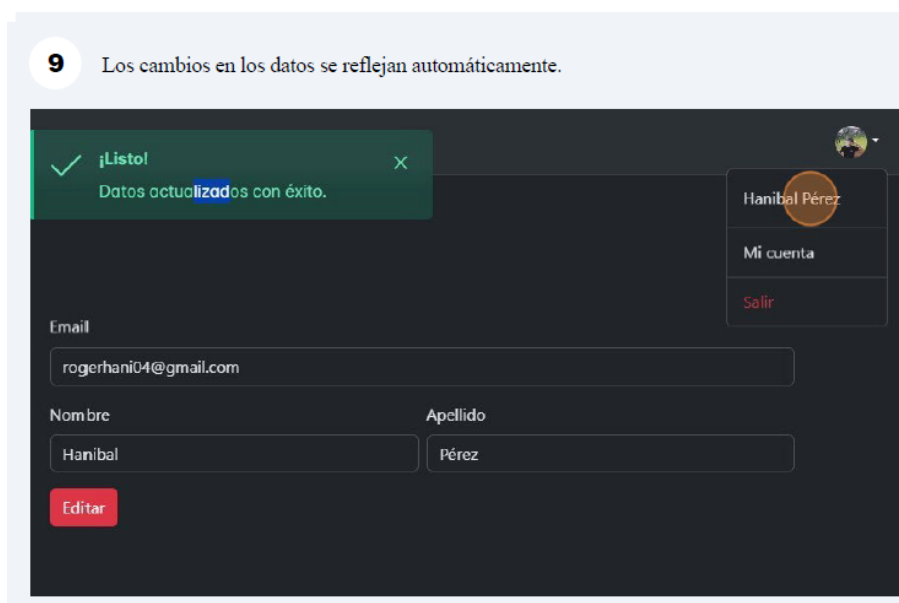 9 Los cambios en los datos se reflejan automáticamente.
¡Listo!
Datos actualizados con éxito.
Hanibal Pérez
Mi cuenta
Salir
Email
rogerhani04@gmail.com
Nombre Apellido
Hanibal Pérez
Editar